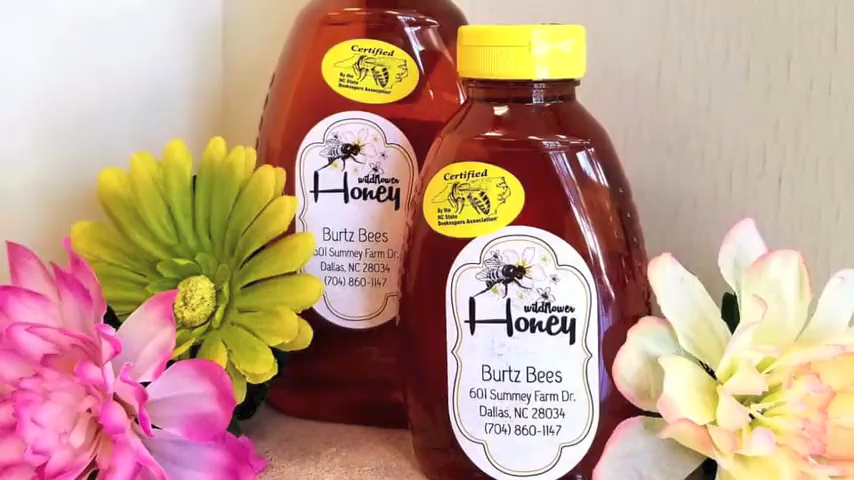 Certified
By the
NC State
Beekeepers Association
wildflower
Honey
Burtz Bees
601 Summey Farm Dr.
Dallas, NC 28034
(704) 860-1147
Certified
By the
NC State
Beekeepers Association
wildflower
Honey
Burtz Bees
601 Summey Farm Dr.
Dallas, NC 28034
(704) 860-1147